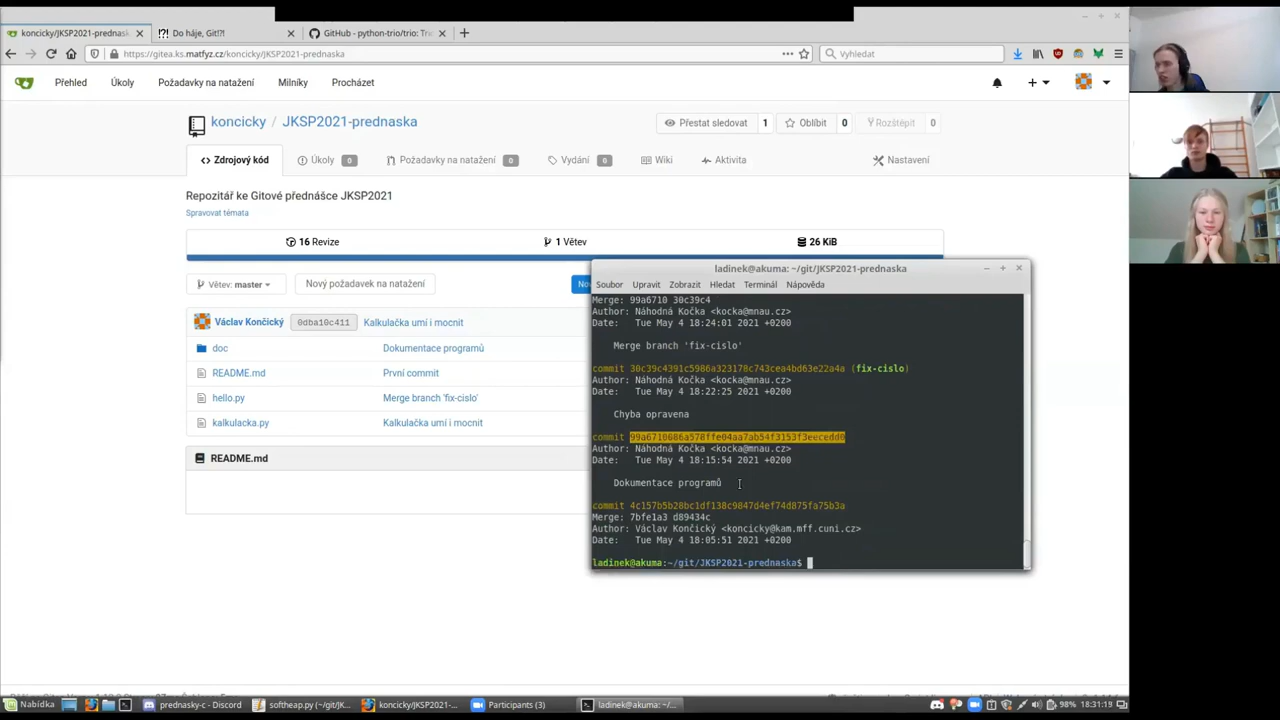 koncicky/JKSP2021-prednask
Do háje, Git!?!
GitHub - python-trio/trio: Tri
https://gitea.ks.matfyz.cz/koncicky/JKSP2021-prednaska
Vyhledat
Přehled
Úkoly
Požadavky na natažení
Milníky
Procházet
koncicky / JKSP2021-prednaska
Přestat sledovat 1
Oblíbit 0
Rozštěpit 0
Zdrojový kód
Úkoly 0
Požadavky na natažení 0
Vydání 0
Wiki
Aktivita
Nastavení
Repozitář ke Gitové přednášce JKSP2021
Spravovat témata
16 Revize
1 Větev
26 KiB
Větev: master
Nový požadavek na natažení
Václav Končický 0dba10c411 Kalkulačka umí i mocnit
doc Dokumentace programů
README.md První commit
hello.py Merge branch 'fix-cislo'
kalkulacka.py Kalkulačka umí i mocnit
README.md
ladinek@akuma: ~/git/JKSP2021-prednaska
Soubor Upravit Zobrazit Hledat Terminál Nápověda
Merge: 99a6710 30c39c4
Author: Náhodná Kočka <kocka@mnau.cz>
Date: Tue May 4 18:24:01 2021 +0200
Merge branch 'fix-cislo'
commit 30c39c4391c5986a323178c743cea4bd63e22a4a (fix-cislo)
Author: Náhodná Kočka <kocka@mnau.cz>
Date: Tue May 4 18:22:25 2021 +0200
Chyba opravena
commit 99a6710086a578ffe04aa7ab54f3153f3eecedd0
Author: Náhodná Kočka <kocka@mnau.cz>
Date: Tue May 4 18:15:54 2021 +0200
Dokumentace programů
commit 4c157b5b28bc1df138c9847d4ef74d875fa75b3a
Merge: 7bfe1a3 d89434c
Author: Václav Končický <koncicky@kam.mff.cuni.cz>
Date: Tue May 4 18:05:51 2021 +0200
ladinek@akuma:~/git/JKSP2021-prednaska$
Nabídka
prednasky-c - Discord
softheap.py (~/git/JK...
koncicky/JKSP2021-...
Participants (3)
ladinek@akuma: ~/...
98%
18:31:19